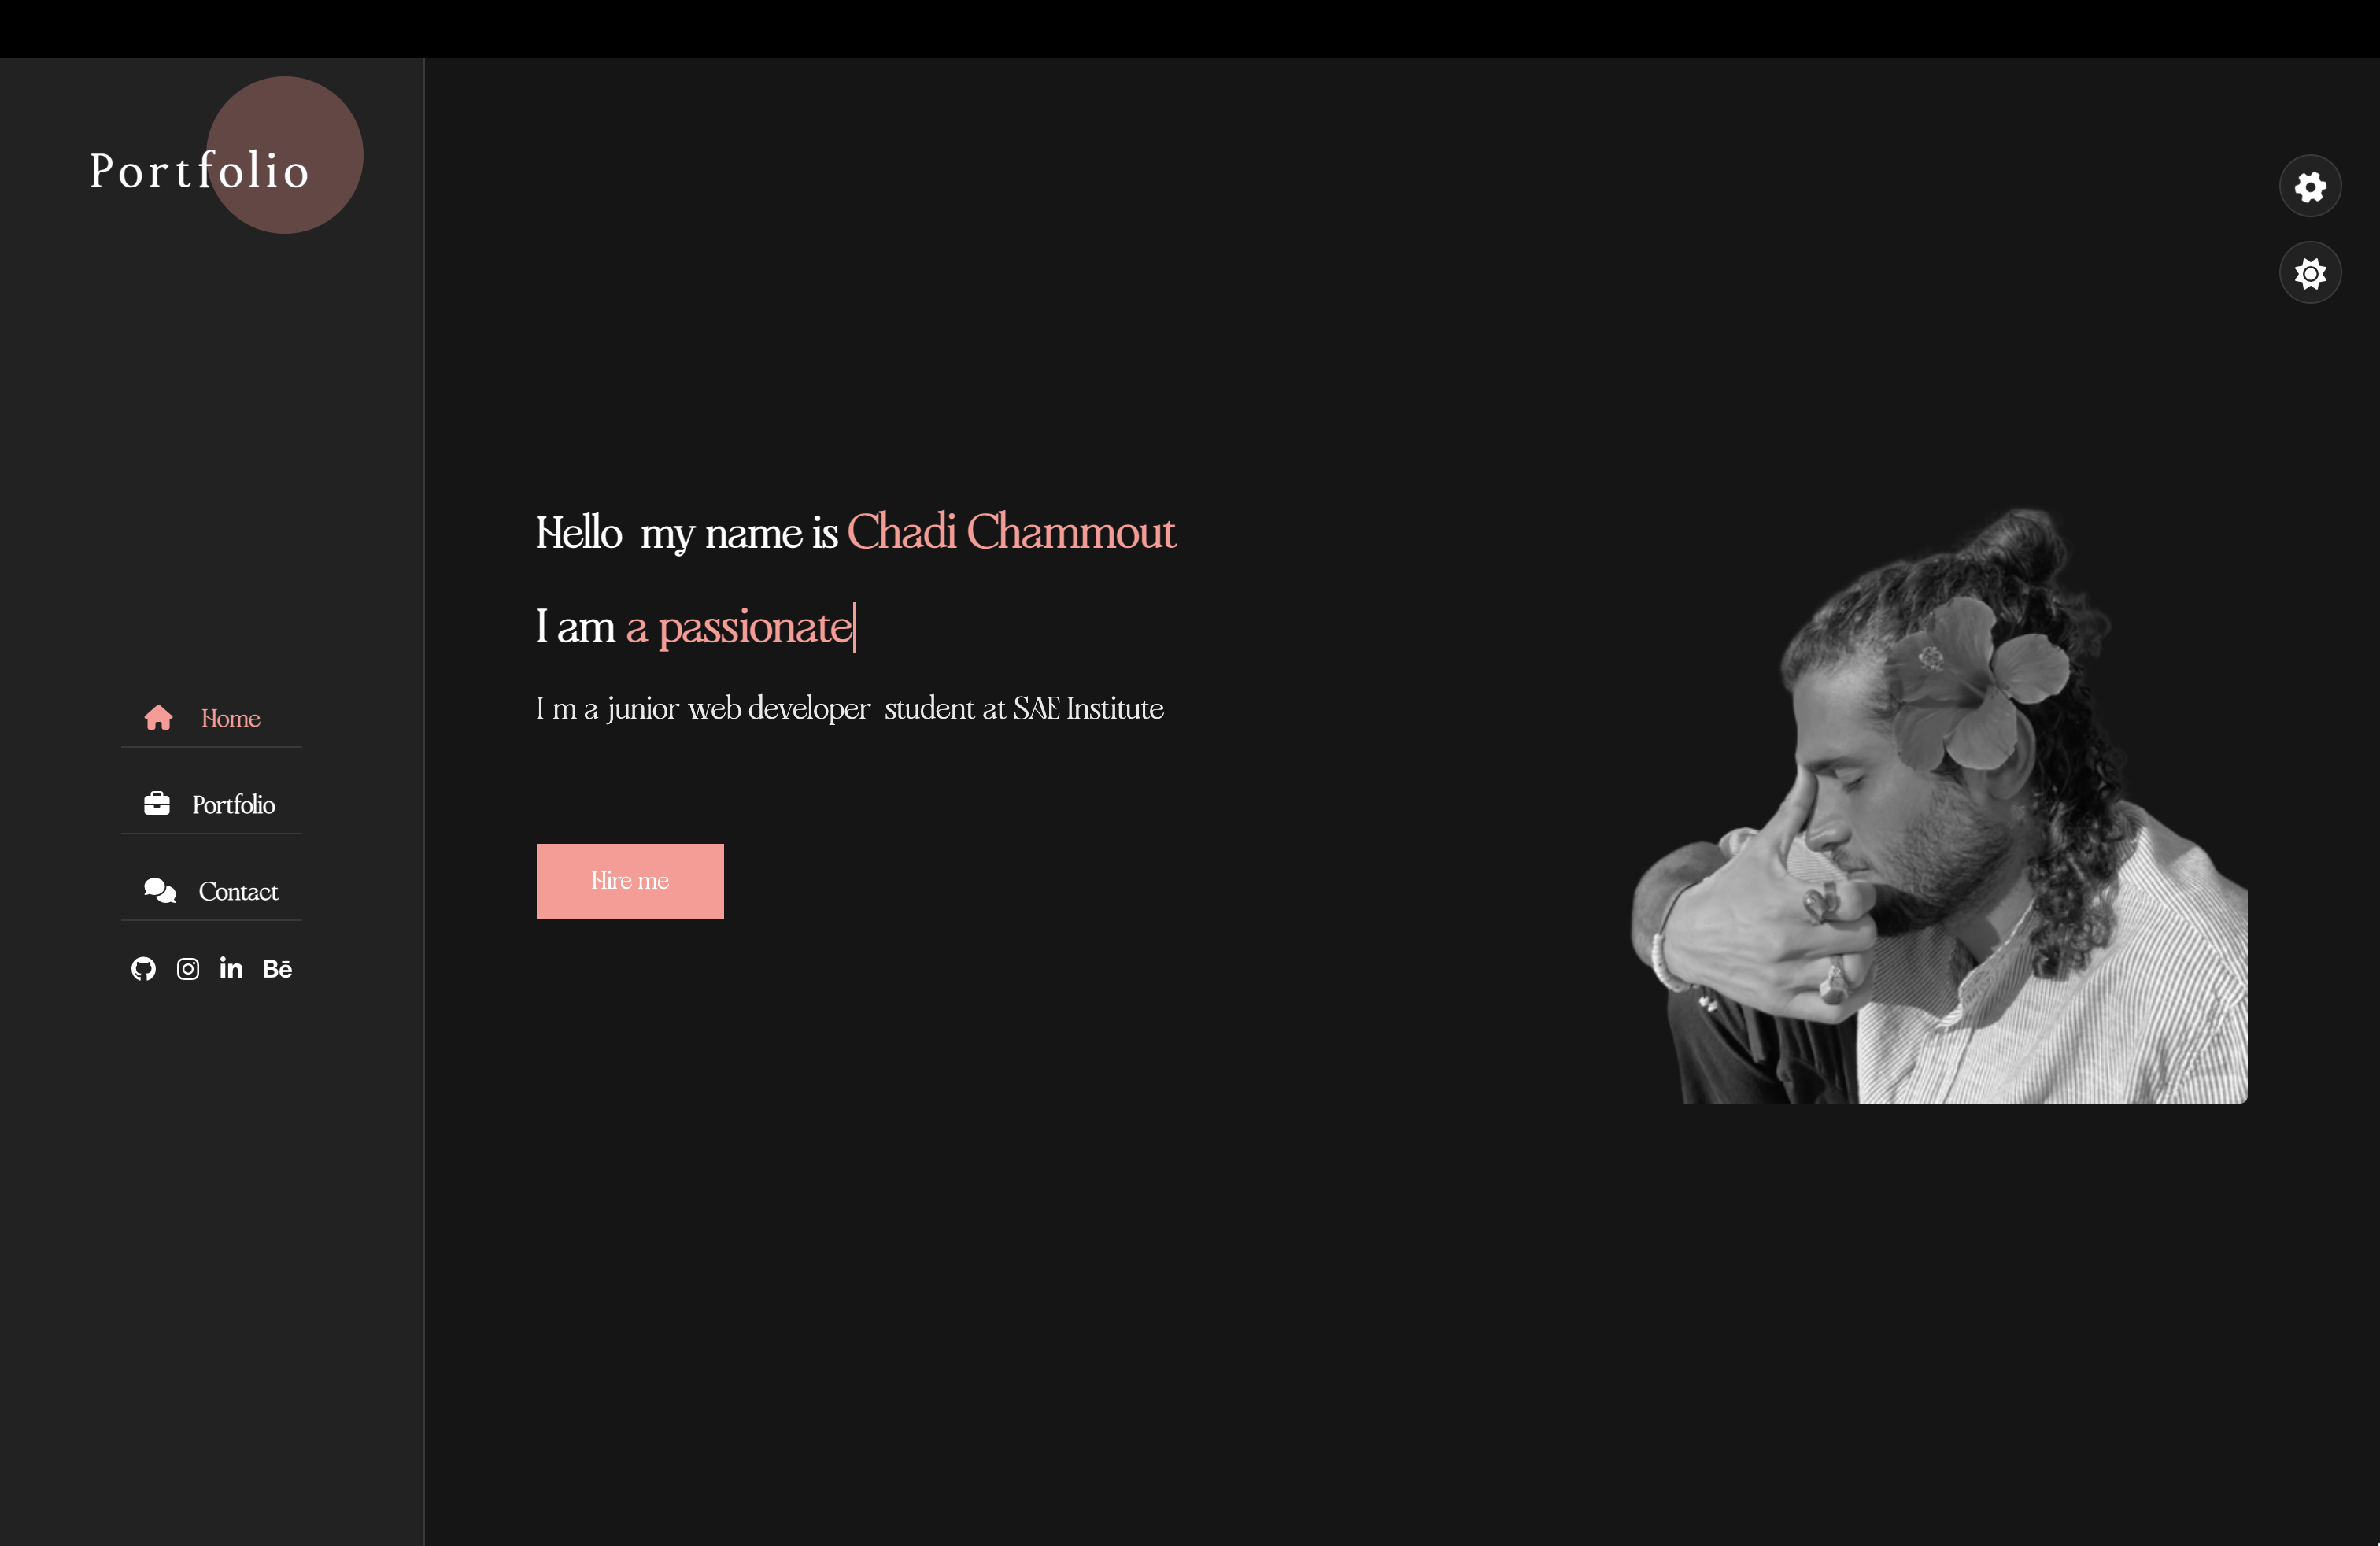 Portfolio
Home
Portfolio
Contact
in
Bē
Hello my name is Chadi Chammout
I am a passionate
I m a junior web developer student at SAE Institute
Hire me